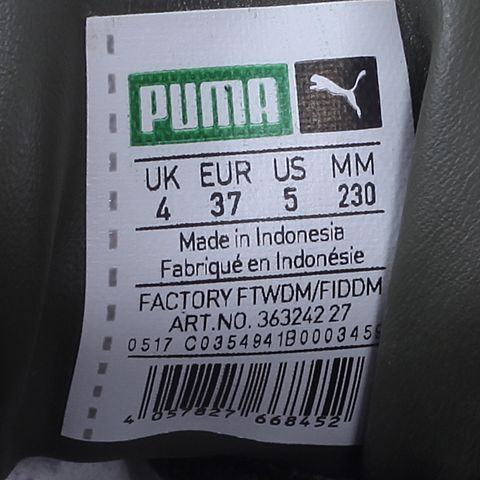 PUMA
UK EUR US MM
4 37 5 230
Made in Indonesia
Fabriqué en Indonésie
FACTORY FTWDM/FIDDM
ART.NO. 363242 27
0517 C0354941B0003459
4 057827 668452